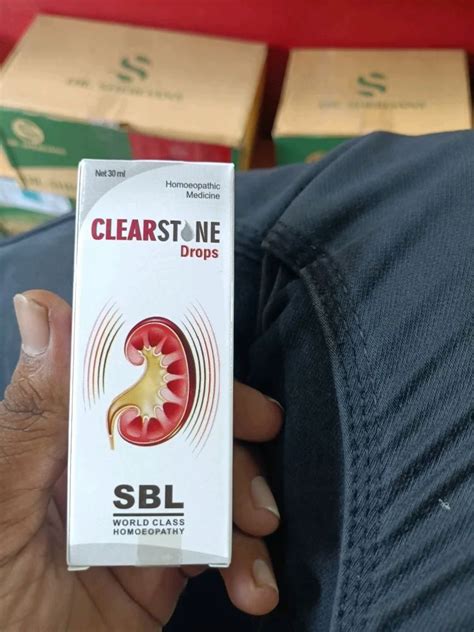 Net 30 ml
Homoeopathic
Medicine
CLEARSTONE
Drops
SBL
WORLD CLASS
HOMOEOPATHY